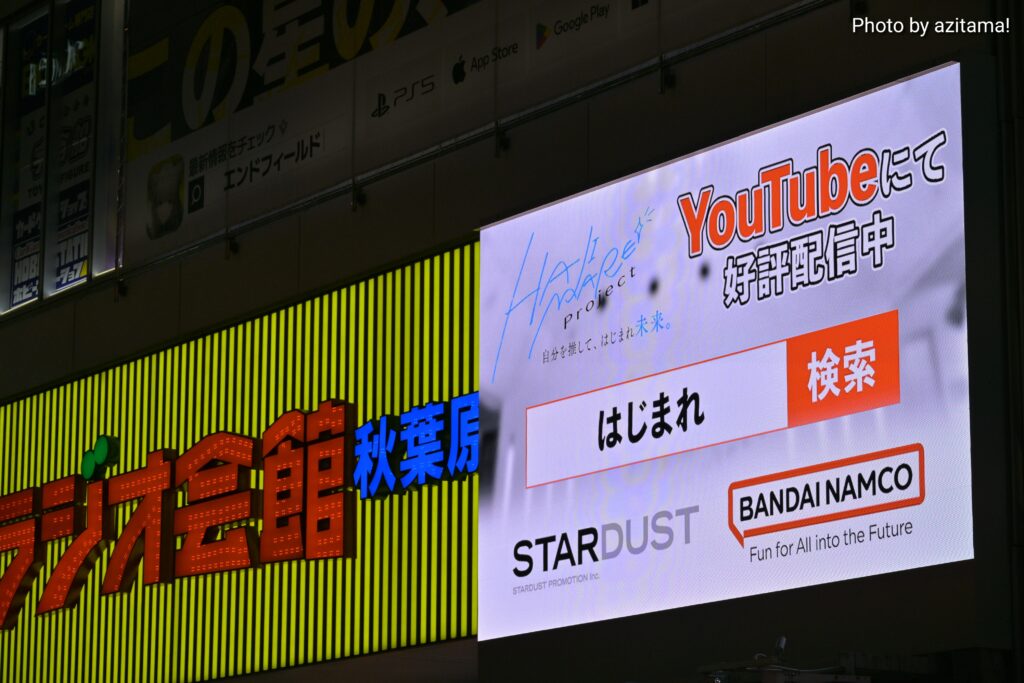 Photo by azitama!
この星の
Google Play
App Store
PS5
最新情報をチェック
エンドフィールド
FIGURE
YouTubeにて
好評配信中
HAJIMARE
Project
自分を推して、はじまれ未来。
はじまれ
検索
ラジオ会館
秋葉原
STARDUST
STARDUST PROMOTION Inc.
BANDAI NAMCO
Fun for All into the Future